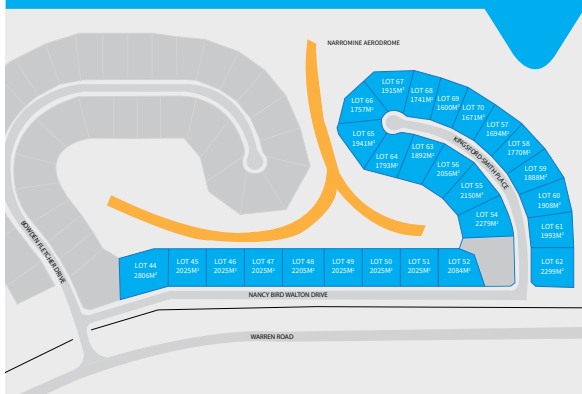 NARROMINE AERODROME
LOT 67
1915M²
LOT 68
1741M²
LOT 66
1757M²
LOT 69
1600M²
LOT 70
1671M²
LOT 57
1694M²
LOT 65
1941M²
LOT 58
1770M²
LOT 63
1892M²
LOT 64
1793M²
KINGSFORD-SMITH PLACE
LOT 56
2056M²
LOT 59
1888M²
LOT 55
2150M²
LOT 60
1908M²
LOT 54
2279M²
LOT 61
1993M²
BOWDEN FLETCHER DRIVE
LOT 44
2806M²
LOT 45
2025M²
LOT 46
2025M²
LOT 47
2025M²
LOT 48
2205M²
LOT 49
2025M²
LOT 50
2025M²
LOT 51
2025M²
LOT 52
2084M²
LOT 62
2299M²
NANCY BIRD WALTON DRIVE
WARREN ROAD